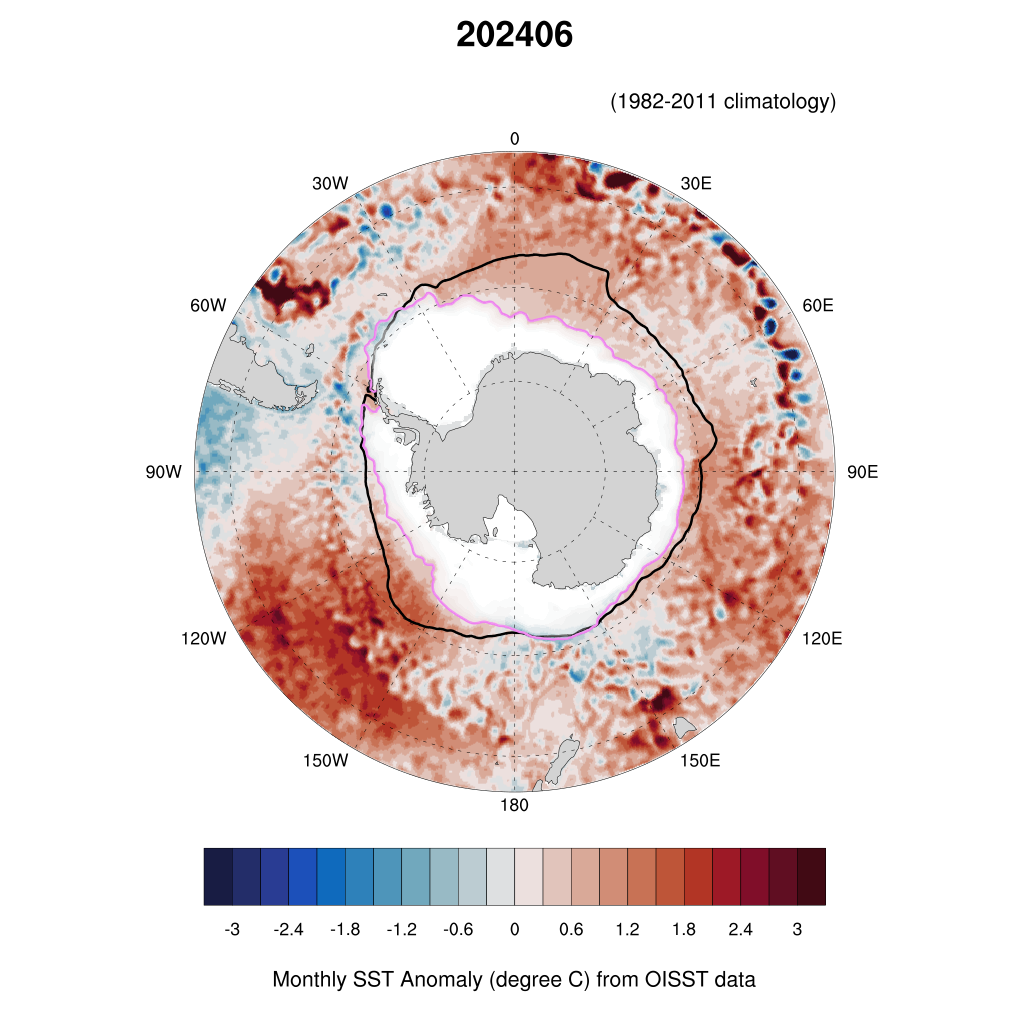 202406
(1982-2011 climatology)
0
30W 30E
60W 60E
90W 90E
120W 120E
150W 150E
180
-3 -2.4 -1.8 -1.2 -0.6 0 0.6 1.2 1.8 2.4 3
Monthly SST Anomaly (degree C) from OISST data